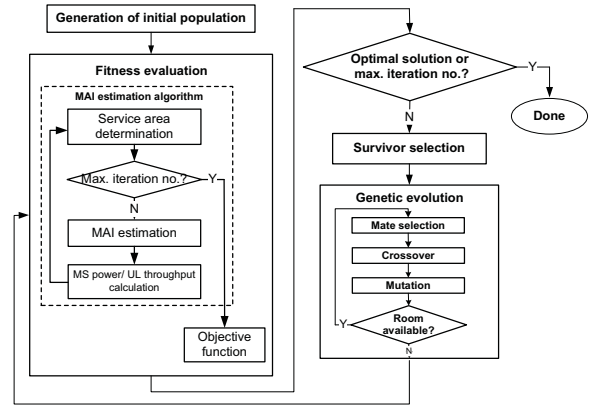 Generation of initial population
Fitness evaluation
MAI estimation algorithm
Service area
determination
Max. iteration no.?
Y
N
MAI estimation
MS power/ UL throughput
calculation
Objective
function
Optimal solution or
max. iteration no.?
Y
Done
N
Survivor selection
Genetic evolution
Mate selection
Crossover
Mutation
Room
available?
Y
N